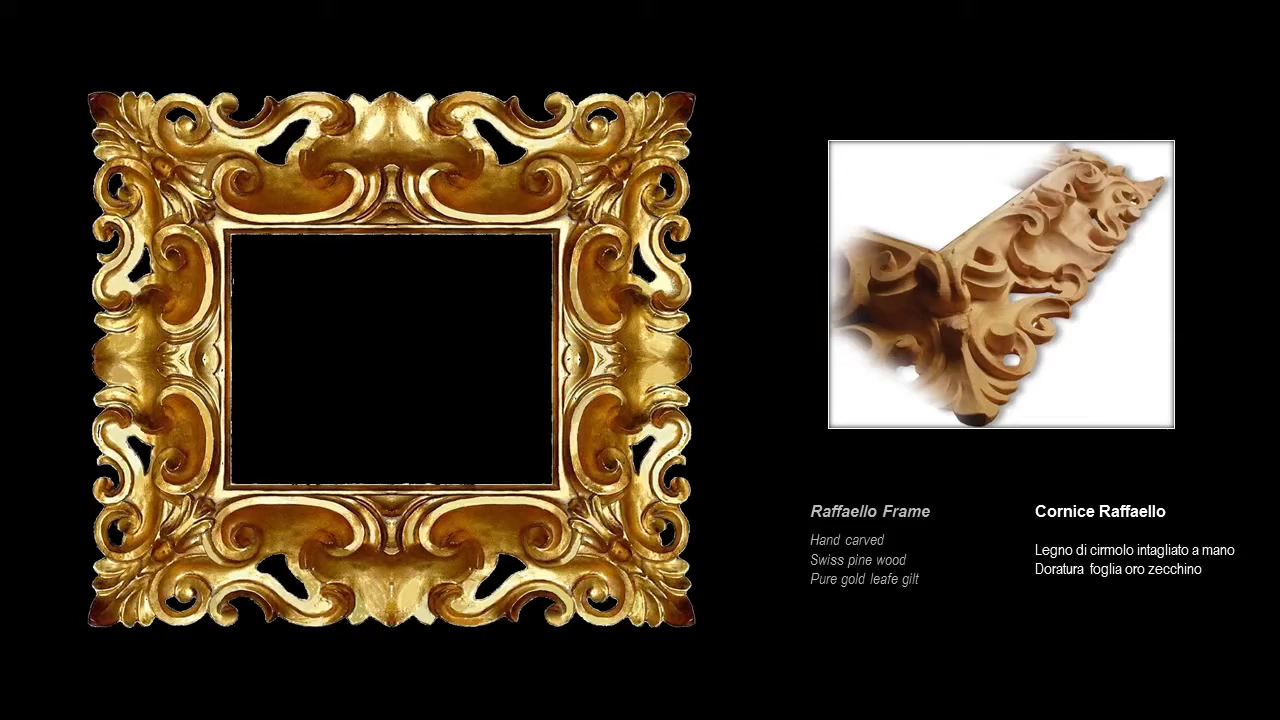 Raffaello Frame
Hand carved
Swiss pine wood
Pure gold leafe gilt
Cornice Raffaello
Legno di cirmolo intagliato a mano
Doratura foglia oro zecchino